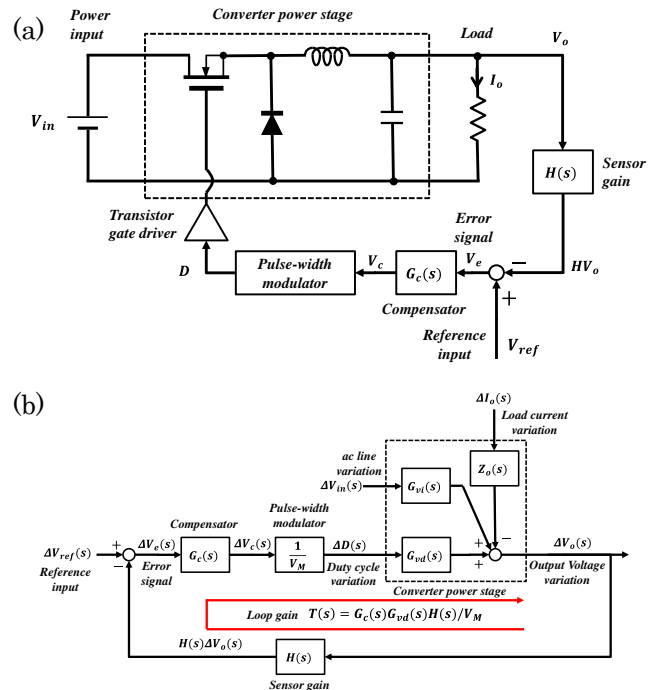 (a)
Converter power stage
Power
input
Load
V_o
I_o
V_in
H(s)
Sensor
gain
Transistor
gate driver
Error
signal
D
Pulse-width
modulator
V_c
G_c(s)
V_e
−
HV_o
+
Compensator
Reference
input
V_ref
(b)
ΔI_o(s)
Load current
variation
ac line
variation
Z_o(s)
ΔV_in(s)
G_vi(s)
Compensator
Pulse-width
modulator
−
ΔV_ref(s)
+
ΔV_e(s)
G_c(s)
ΔV_c(s)
1
V_M
ΔD(s)
G_vd(s)
+
+
ΔV_o(s)
Reference
input
−
Error
signal
Duty cycle
variation
Output Voltage
variation
Converter power stage
Loop gain T(s) = G_c(s)G_vd(s)H(s)/V_M
H(s)ΔV_o(s)
H(s)
Sensor gain